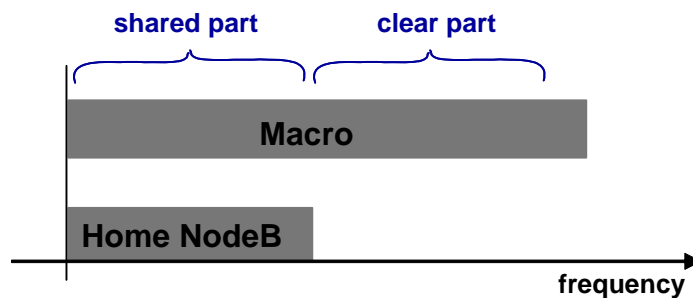 shared part
clear part
Macro
Home NodeB
frequency